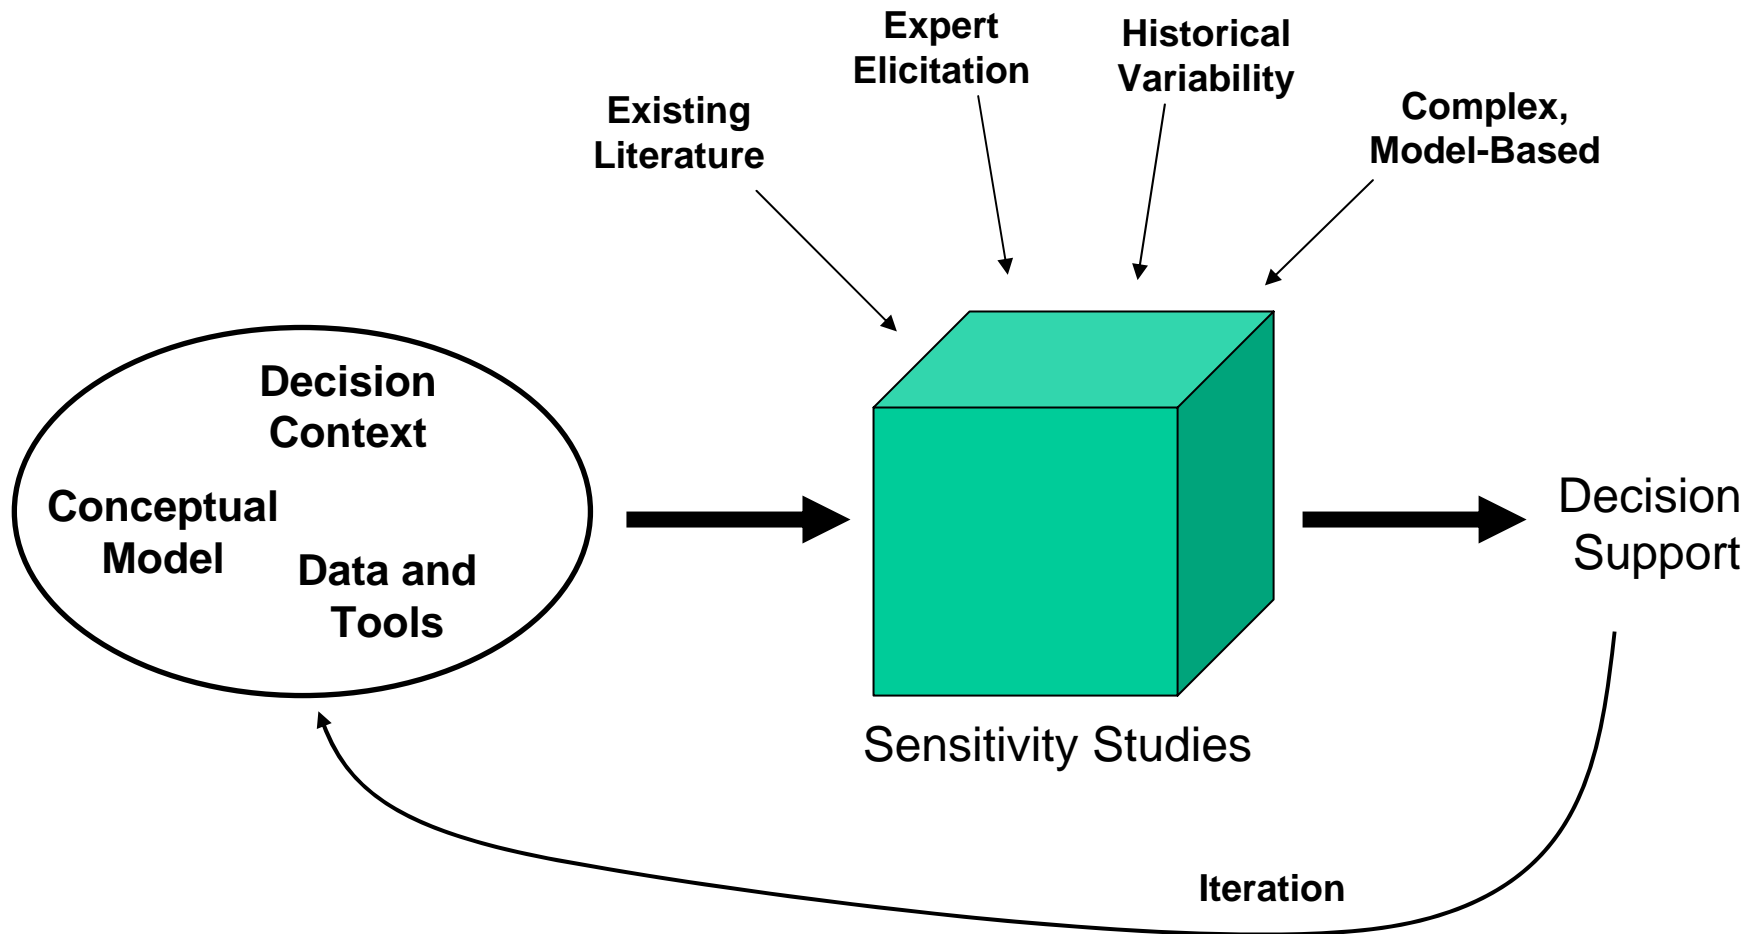 Expert
Elicitation
Historical
Variability
Existing
Literature
Complex,
Model-Based
Decision
Context
Conceptual
Model
Data and
Tools
Decision
Support
Sensitivity Studies
Iteration